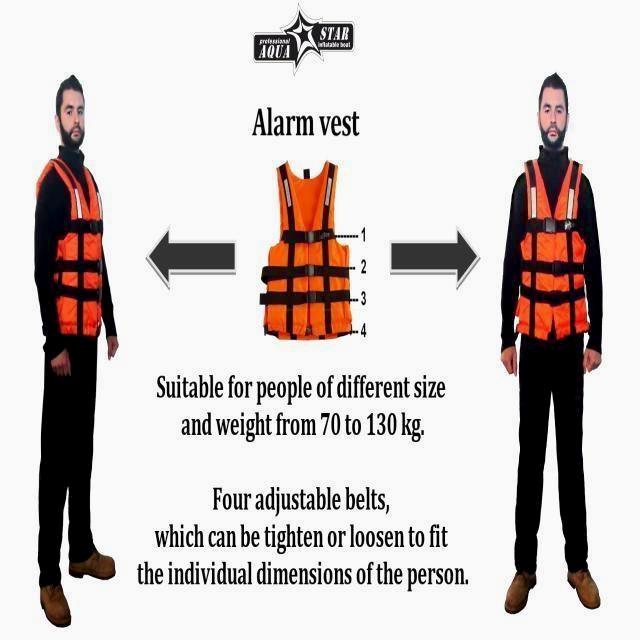 professional
AQUA STAR
inflatable boat
Alarm vest
1
2
3
4
Suitable for people of different size
and weight from 70 to 130 kg.
Four adjustable belts,
which can be tighten or loosen to fit
the individual dimensions of the person.